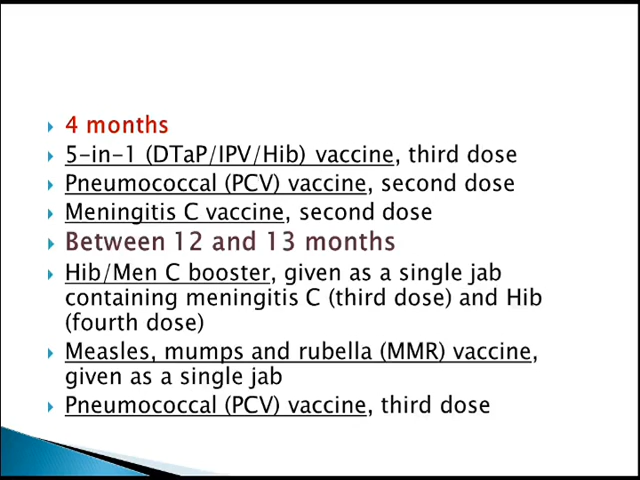 4 months
5-in-1 (DTaP/IPV/Hib) vaccine, third dose
Pneumococcal (PCV) vaccine, second dose
Meningitis C vaccine, second dose
Between 12 and 13 months
Hib/Men C booster, given as a single jab
containing meningitis C (third dose) and Hib
(fourth dose)
Measles, mumps and rubella (MMR) vaccine,
given as a single jab
Pneumococcal (PCV) vaccine, third dose